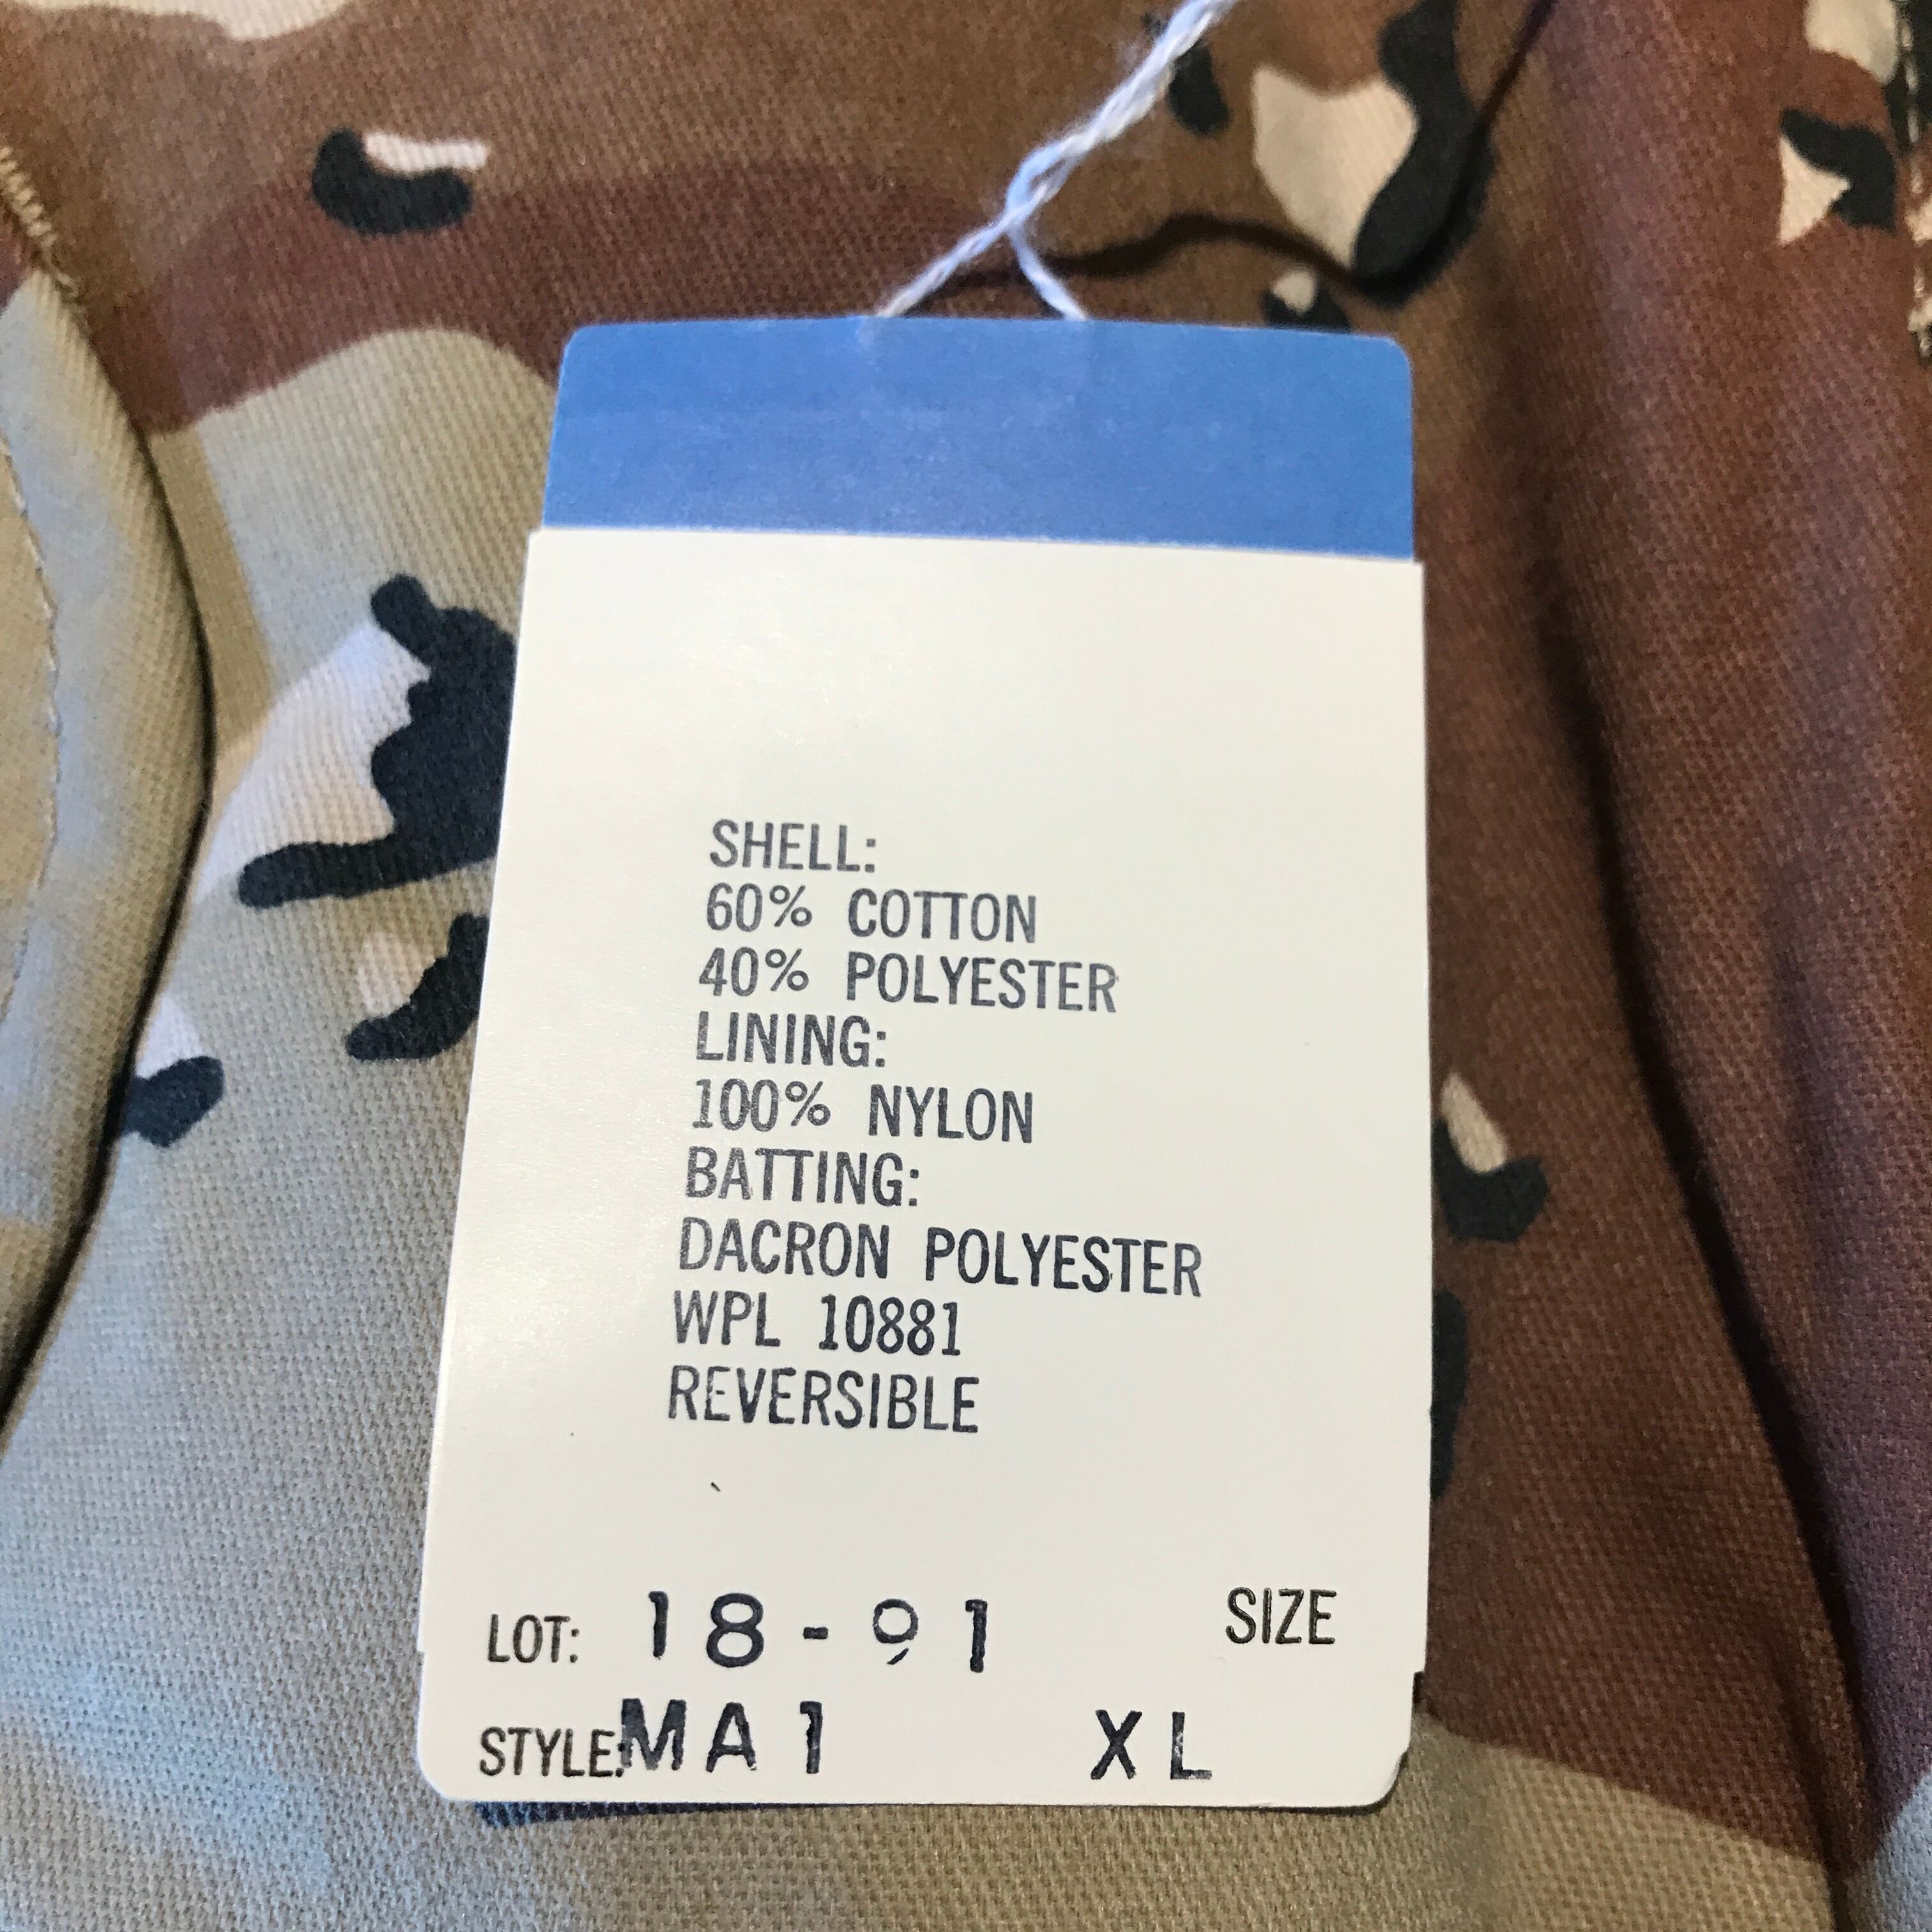 SHELL:
60% COTTON
40% POLYESTER
LINING:
100% NYLON
BATTING:
DACRON POLYESTER
WPL 10881
REVERSIBLE
LOT: 18-91 SIZE
STYLE: MA1 XL